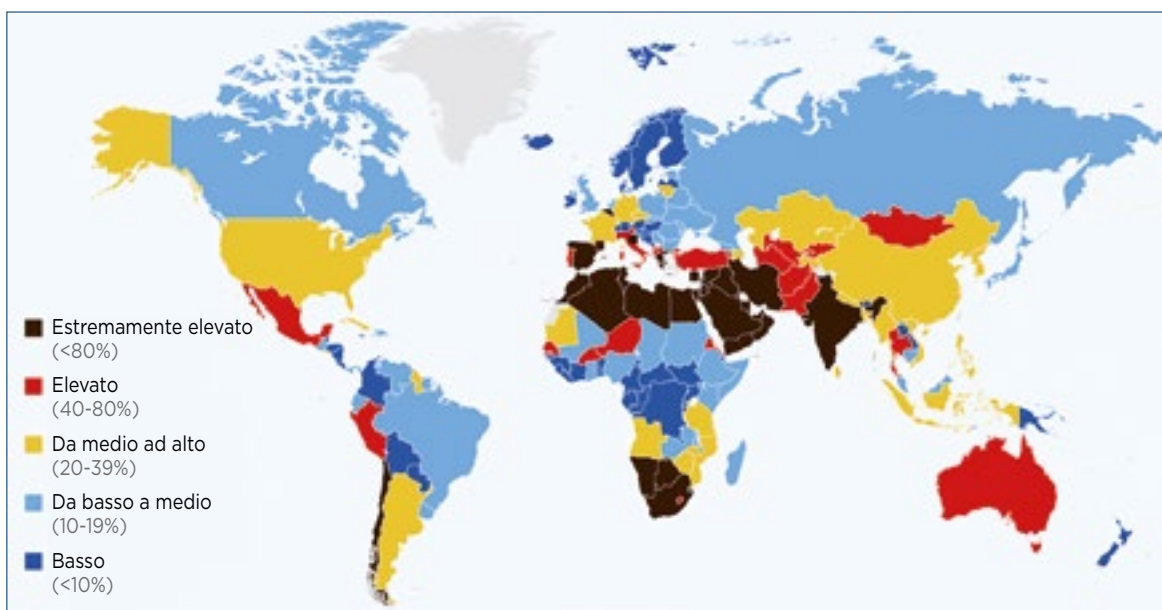 Estremamente elevato
(<80%)
Elevato
(40-80%)
Da medio ad alto
(20-39%)
Da basso a medio
(10-19%)
Basso
(<10%)